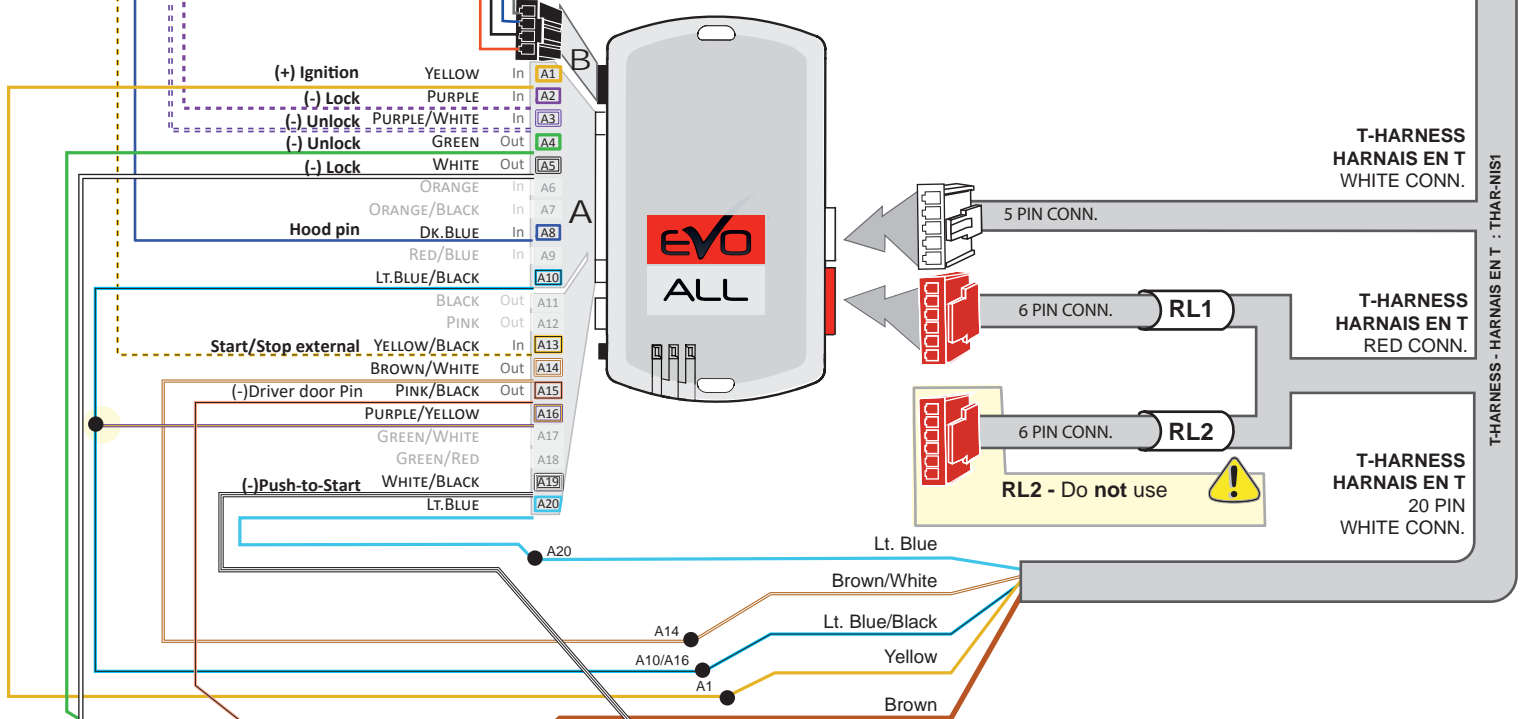 B
(+) Ignition YELLOW In A1
(-) Lock PURPLE In A2
(-) Unlock PURPLE/WHITE In A3
(-) Unlock GREEN Out A4
(-) Lock WHITE Out A5
ORANGE In A6
ORANGE/BLACK In A7
Hood pin DK.BLUE In A8
RED/BLUE In A9
LT.BLUE/BLACK A10
BLACK Out A11
PINK Out A12
Start/Stop external YELLOW/BLACK In A13
BROWN/WHITE Out A14
(-)Driver door Pin PINK/BLACK Out A15
PURPLE/YELLOW A16
GREEN/WHITE A17
GREEN/RED A18
(-)Push-to-Start WHITE/BLACK A19
LT.BLUE A20
A
EVO
ALL
T-HARNESS
HARNAIS EN T
WHITE CONN.
5 PIN CONN.
6 PIN CONN. RL1
T-HARNESS
HARNAIS EN T
RED CONN.
6 PIN CONN. RL2
RL2 - Do not use
T-HARNESS
HARNAIS EN T
20 PIN
WHITE CONN.
T-HARNESS - HARNAIS EN T : THAR-NIS1
A20
Lt. Blue
Brown/White
A14
Lt. Blue/Black
A10/A16
Yellow
A1
Brown